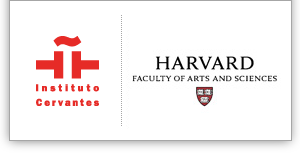 Instituto
Cervantes
HARVARD
FACULTY OF ARTS AND SCIENCES